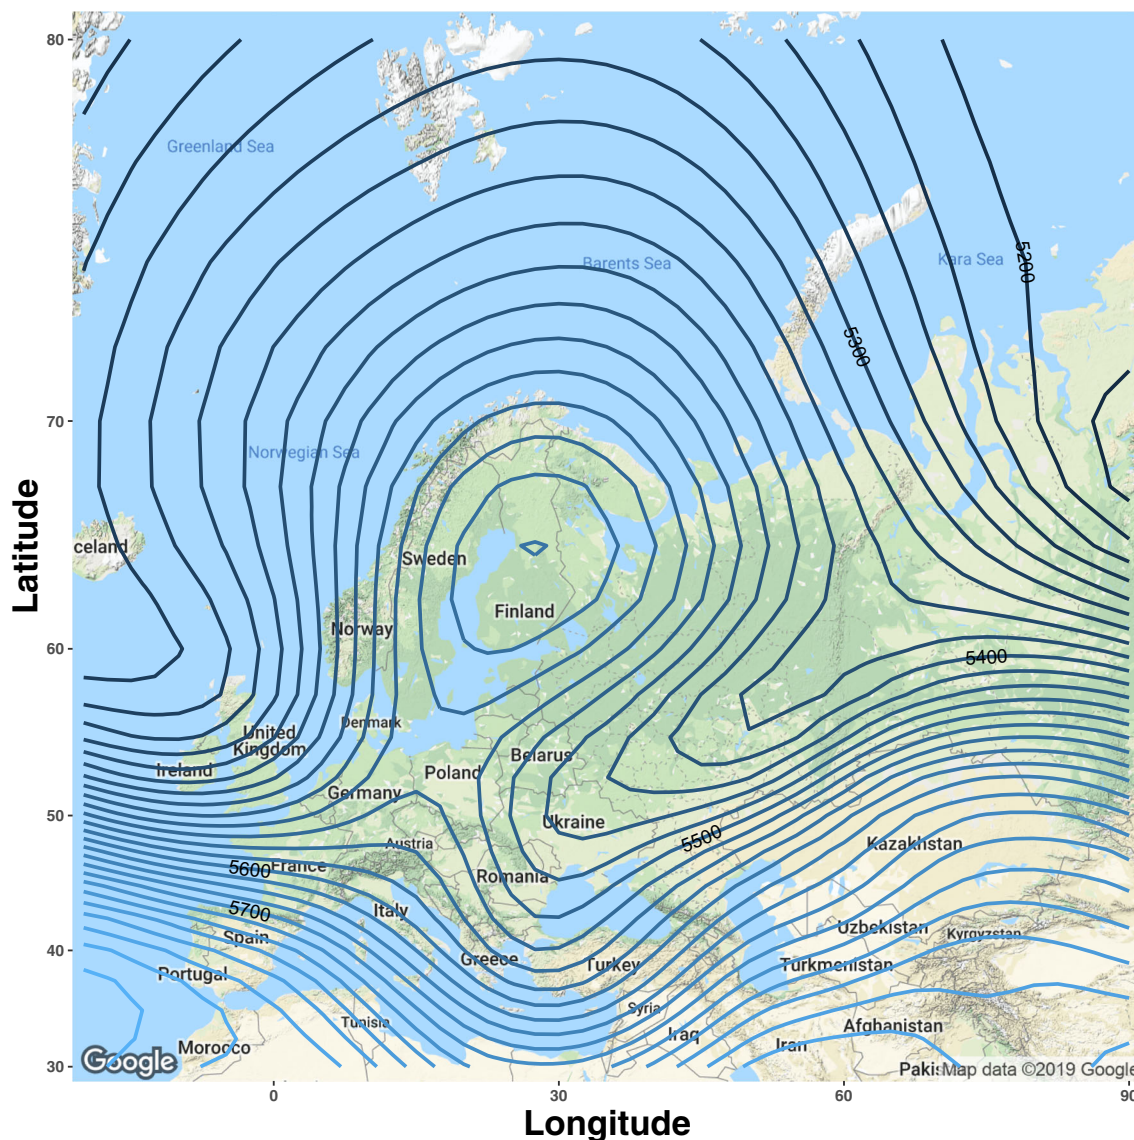 80
Greenland Sea
Barents Sea
Kara Sea
5200
5300
70
Norwegian Sea
celand
Sweden
Finland
Norway
60
5400
Denmark
United
Kingdom
Belarus
Ireland
Poland
Germany
50
Ukraine
5500
Austria
Kazakhstan
5600
France
Romania
Italy
5700
Spain
Uzbekistan
Kyrgyzstan
40
Greece
Turkey
Turkmenistan
Portugal
Syria
Tunisia
Iraq
Afghanistan
Morocco
Iran
30
Google
Map data ©2019 Google
0
30
60
90
Longitude
Latitude